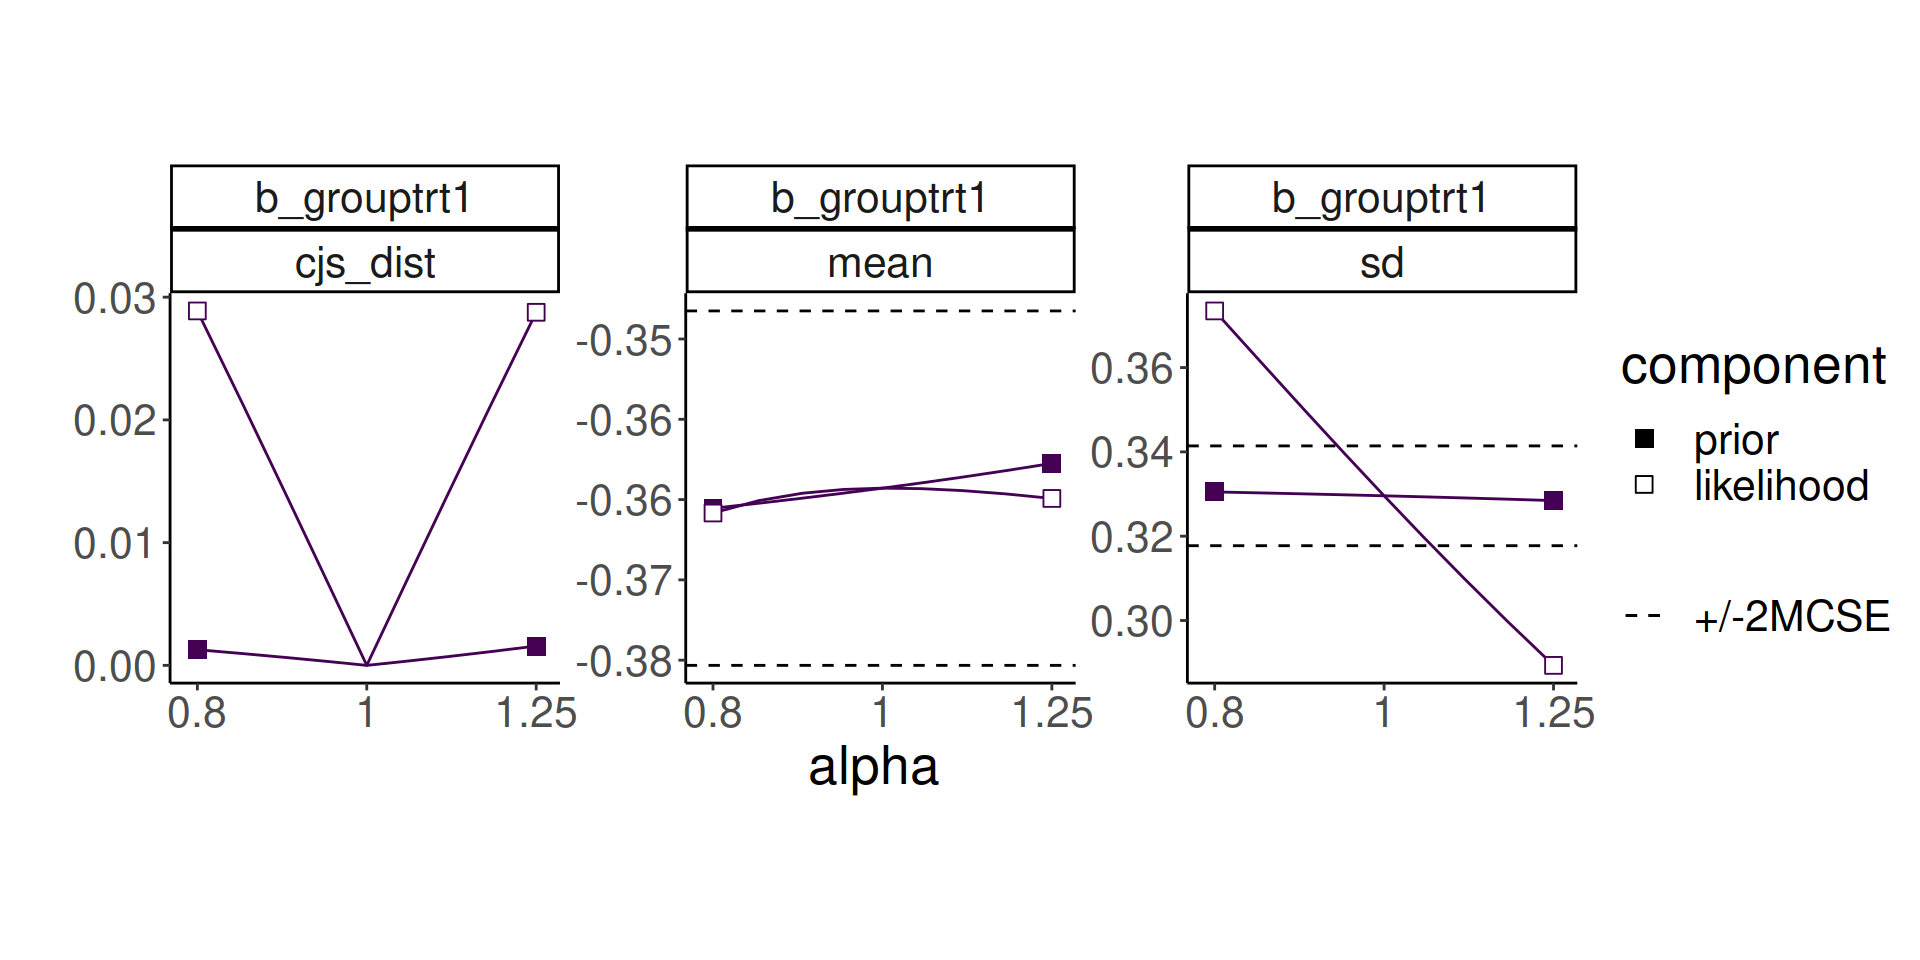 b_grouptrt1
cjs_dist
0.03
0.02
0.01
0.00
0.8 1 1.25
b_grouptrt1
mean
-0.35
-0.36
-0.36
-0.37
-0.38
0.8 1 1.25
b_grouptrt1
sd
0.36
0.34
0.32
0.30
0.8 1 1.25
alpha
component
prior
likelihood
+/-2MCSE